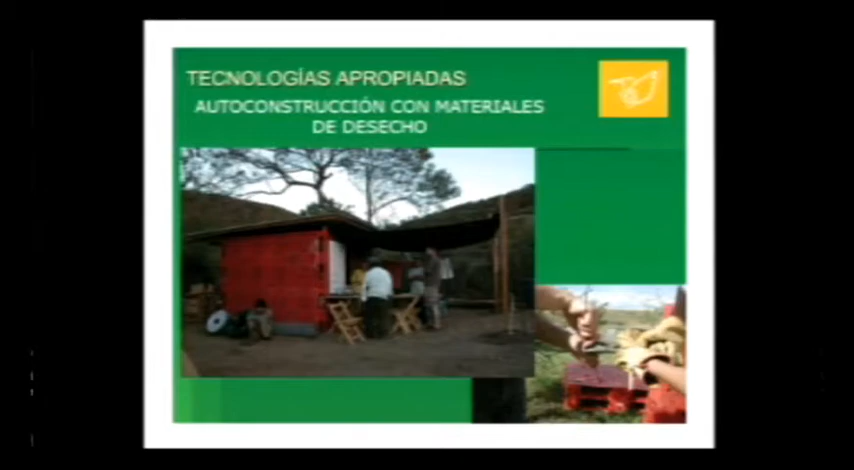 TECNOLOGÍAS APROPIADAS
AUTOCONSTRUCCIÓN CON MATERIALES
DE DESECHO